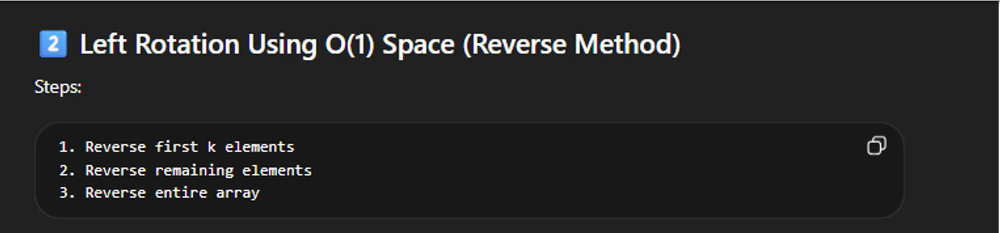 2️⃣ Left Rotation Using O(1) Space (Reverse Method)
Steps:
1. Reverse first k elements
2. Reverse remaining elements
3. Reverse entire array